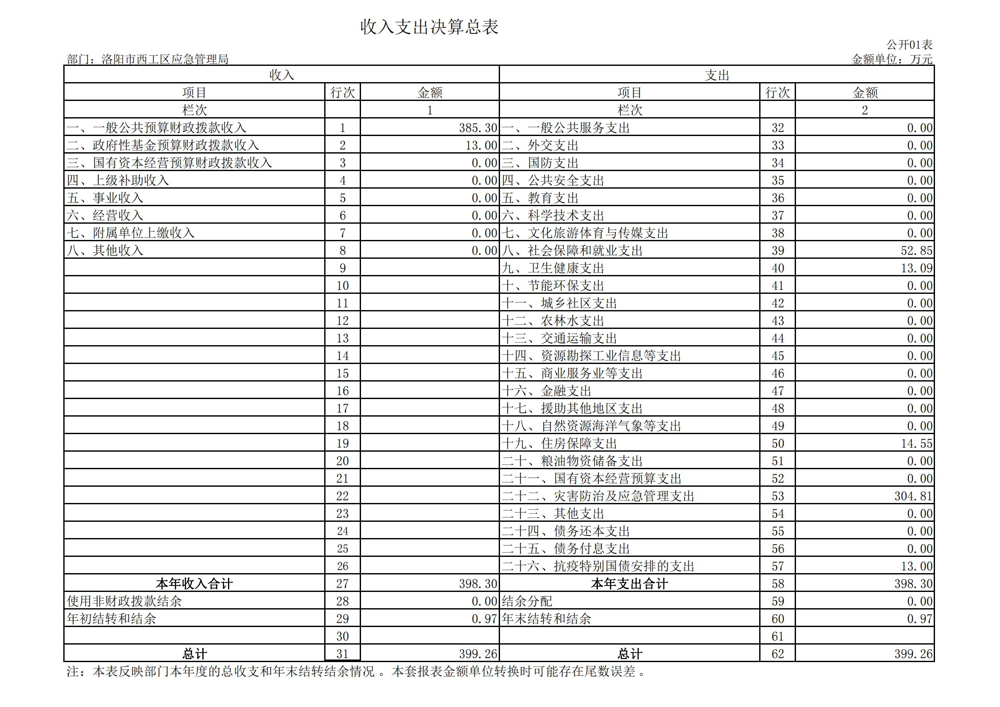 收入支出决算总表
公开01表
部门：洛阳市西工区应急管理局 金额单位：万元
收入 支出
项目 行次 金额 项目 行次 金额
栏次 1 栏次 2
一、一般公共预算财政拨款收入 1 385.30 一、一般公共服务支出 32 0.00
二、政府性基金预算财政拨款收入 2 13.00 二、外交支出 33 0.00
三、国有资本经营预算财政拨款收入 3 0.00 三、国防支出 34 0.00
四、上级补助收入 4 0.00 四、公共安全支出 35 0.00
五、事业收入 5 0.00 五、教育支出 36 0.00
六、经营收入 6 0.00 六、科学技术支出 37 0.00
七、附属单位上缴收入 7 0.00 七、文化旅游体育与传媒支出 38 0.00
八、其他收入 8 0.00 八、社会保障和就业支出 39 52.85
9 九、卫生健康支出 40 13.09
10 十、节能环保支出 41 0.00
11 十一、城乡社区支出 42 0.00
12 十二、农林水支出 43 0.00
13 十三、交通运输支出 44 0.00
14 十四、资源勘探工业信息等支出 45 0.00
15 十五、商业服务业等支出 46 0.00
16 十六、金融支出 47 0.00
17 十七、援助其他地区支出 48 0.00
18 十八、自然资源海洋气象等支出 49 0.00
19 十九、住房保障支出 50 14.55
20 二十、粮油物资储备支出 51 0.00
21 二十一、国有资本经营预算支出 52 0.00
22 二十二、灾害防治及应急管理支出 53 304.81
23 二十三、其他支出 54 0.00
24 二十四、债务还本支出 55 0.00
25 二十五、债务付息支出 56 0.00
26 二十六、抗疫特别国债安排的支出 57 13.00
本年收入合计 27 398.30 本年支出合计 58 398.30
使用非财政拨款结余 28 0.00 结余分配 59 0.00
年初结转和结余 29 0.97 年末结转和结余 60 0.97
30 61
总计 31 399.26 总计 62 399.26
注：本表反映部门本年度的总收支和年末结转结余情况。本套报表金额单位转换时可能存在尾数误差。